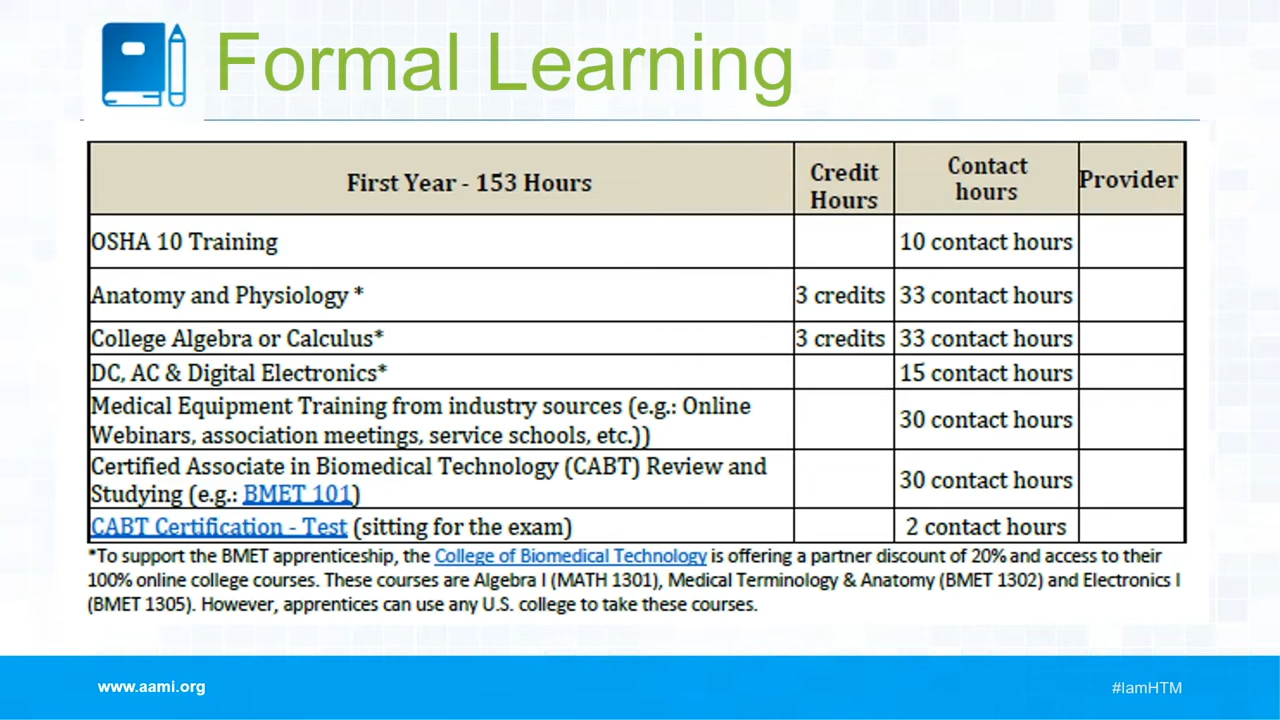 Formal Learning
First Year - 153 Hours
Credit
Hours
Contact
hours
Provider
OSHA 10 Training
10 contact hours
Anatomy and Physiology *
3 credits
33 contact hours
College Algebra or Calculus*
3 credits
33 contact hours
DC, AC & Digital Electronics*
15 contact hours
Medical Equipment Training from industry sources (e.g.: Online
Webinars, association meetings, service schools, etc.))
30 contact hours
Certified Associate in Biomedical Technology (CABT) Review and
Studying (e.g.: BMET 101)
30 contact hours
CABT Certification - Test (sitting for the exam)
2 contact hours
*To support the BMET apprenticeship, the College of Biomedical Technology is offering a partner discount of 20% and access to their
100% online college courses. These courses are Algebra I (MATH 1301), Medical Terminology & Anatomy (BMET 1302) and Electronics I
(BMET 1305). However, apprentices can use any U.S. college to take these courses.
www.aami.org
#IamHTM